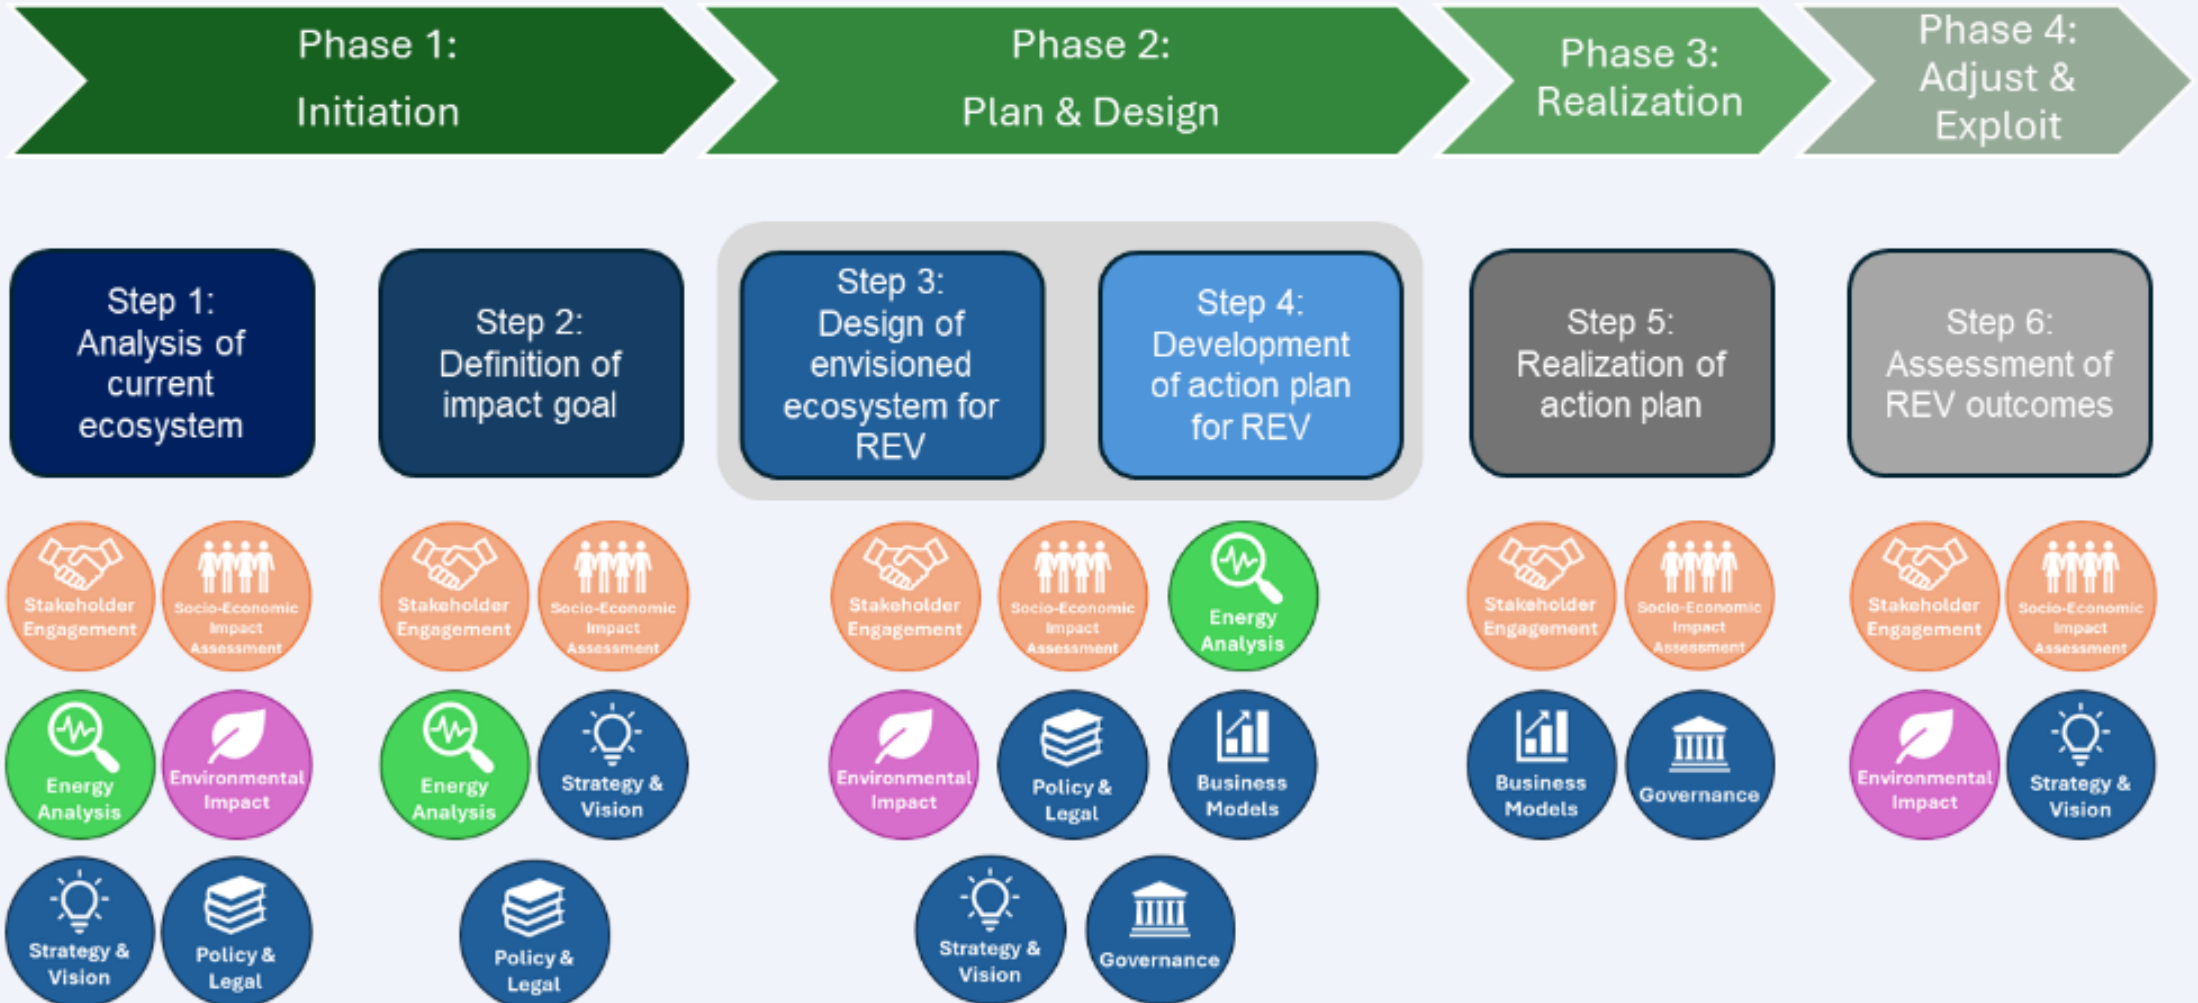 Phase 1:
Initiation
Phase 2:
Plan & Design
Phase 3:
Realization
Phase 4:
Adjust &
Exploit
Step 1:
Analysis of
current
ecosystem
Step 2:
Definition of
impact goal
Step 3:
Design of
envisioned
ecosystem for
REV
Step 4:
Development
of action plan
for REV
Step 5:
Realization of
action plan
Step 6:
Assessment of
REV outcomes
Stakeholder
Engagement
Socio-Economic
Impact
Assessment
Energy
Analysis
Environmental
Impact
Strategy &
Vision
Policy &
Legal
Stakeholder
Engagement
Socio-Economic
Impact
Assessment
Energy
Analysis
Strategy &
Vision
Policy &
Legal
Stakeholder
Engagement
Socio-Economic
Impact
Assessment
Energy
Analysis
Environmental
Impact
Policy &
Legal
Business
Models
Strategy &
Vision
Governance
Stakeholder
Engagement
Socio-Economic
Impact
Assessment
Business
Models
Governance
Stakeholder
Engagement
Socio-Economic
Impact
Assessment
Environmental
Impact
Strategy &
Vision